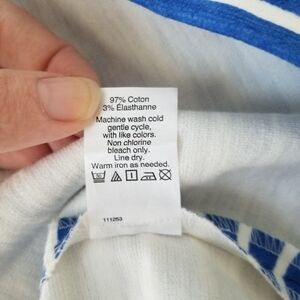 97% Coton
3% Élasthanne
Machine wash cold
gentle cycle,
with like colors.
Non chlorine
bleach only.
Line dry.
Warm iron as needed.
111253